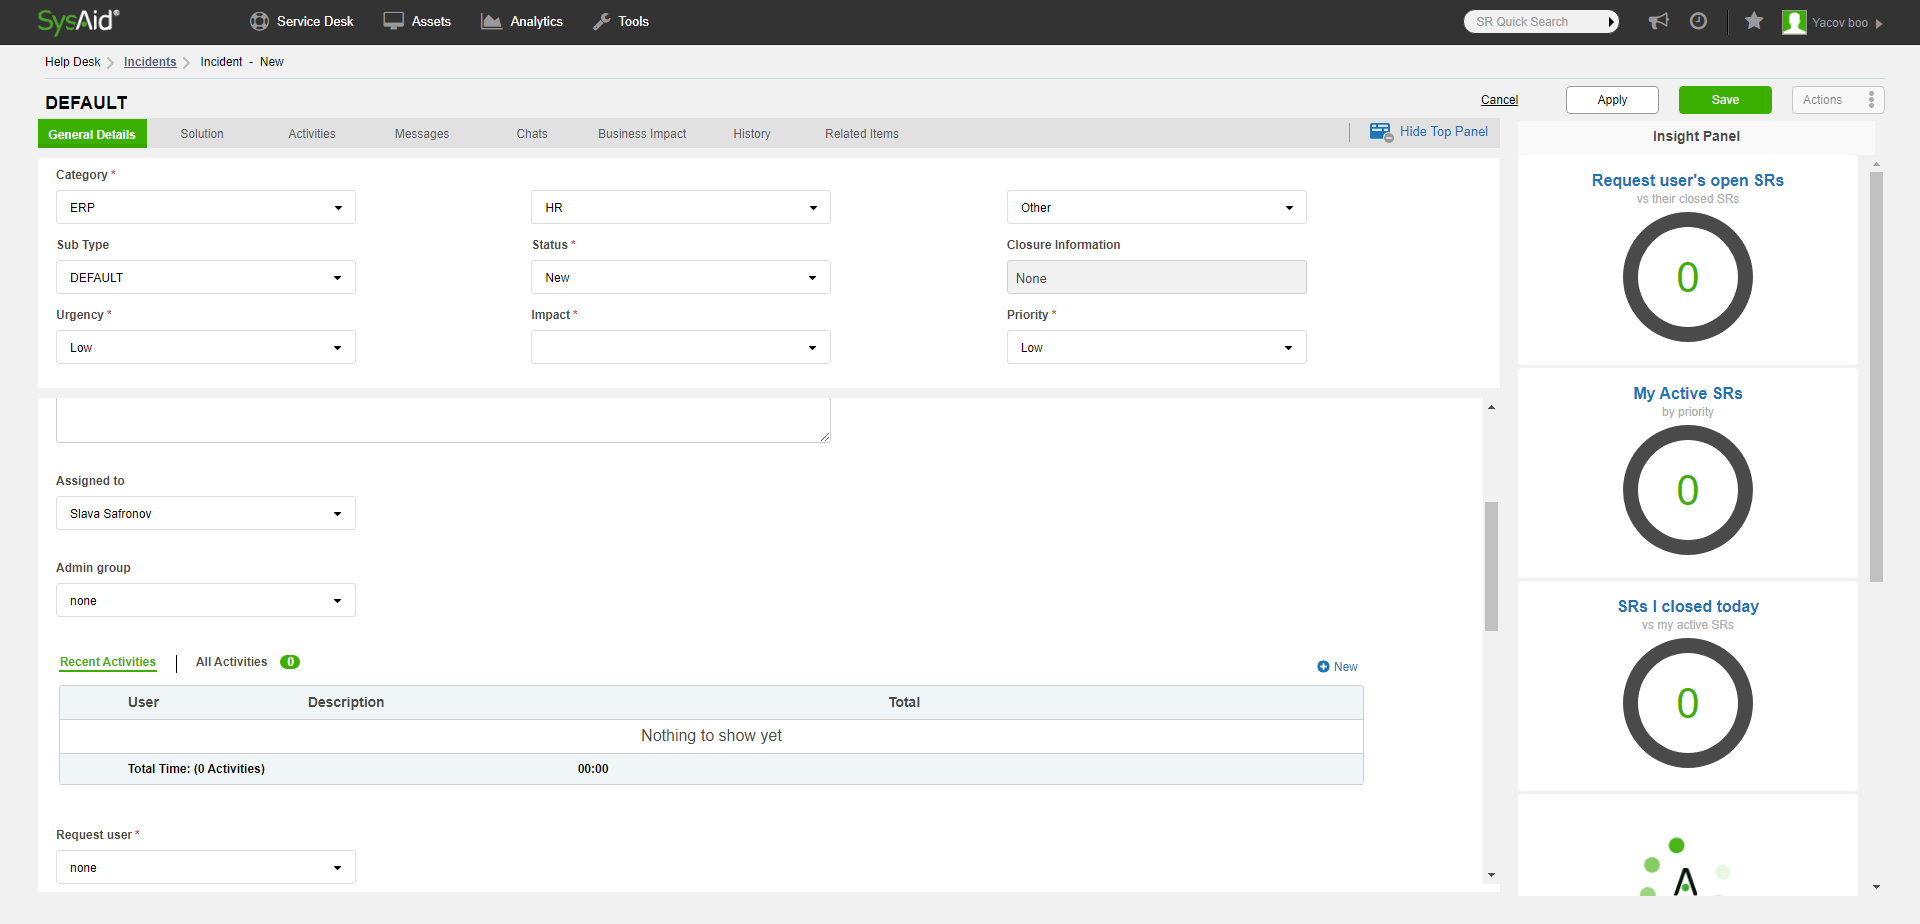 SysAid® Service Desk Assets Analytics Tools SR Quick Search Yacov boo
Help Desk Incidents Incident - New
DEFAULT Cancel Apply Save Actions
General Details Solution Activities Messages Chats Business Impact History Related Items Hide Top Panel
Insight Panel
Category *
ERP HR Other
Sub Type Status * Closure Information
DEFAULT New None
Urgency * Impact * Priority *
Low Low
Assigned to
Slava Safronov
Admin group
none
Recent Activities All Activities 0 New
User Description Total
Nothing to show yet
Total Time: (0 Activities) 00:00
Request user *
none
Request user's open SRs
vs their closed SRs
0
My Active SRs
by priority
0
SRs I closed today
vs my active SRs
0